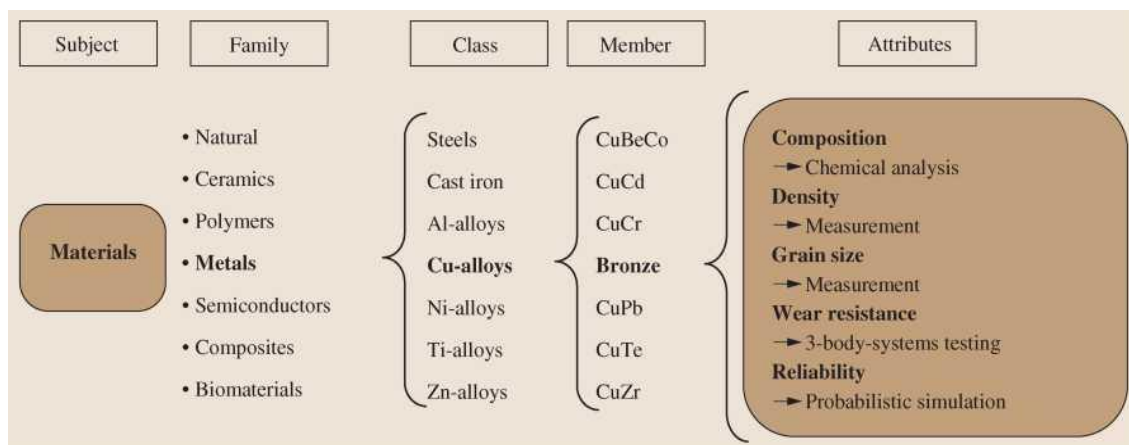 Subject
Family
Class
Member
Attributes
Materials
• Natural
• Ceramics
• Polymers
• Metals
• Semiconductors
• Composites
• Biomaterials
Steels
Cast iron
Al-alloys
Cu-alloys
Ni-alloys
Ti-alloys
Zn-alloys
CuBeCo
CuCd
CuCr
Bronze
CuPb
CuTe
CuZr
Composition
→ Chemical analysis
Density
→ Measurement
Grain size
→ Measurement
Wear resistance
→ 3-body-systems testing
Reliability
→ Probabilistic simulation